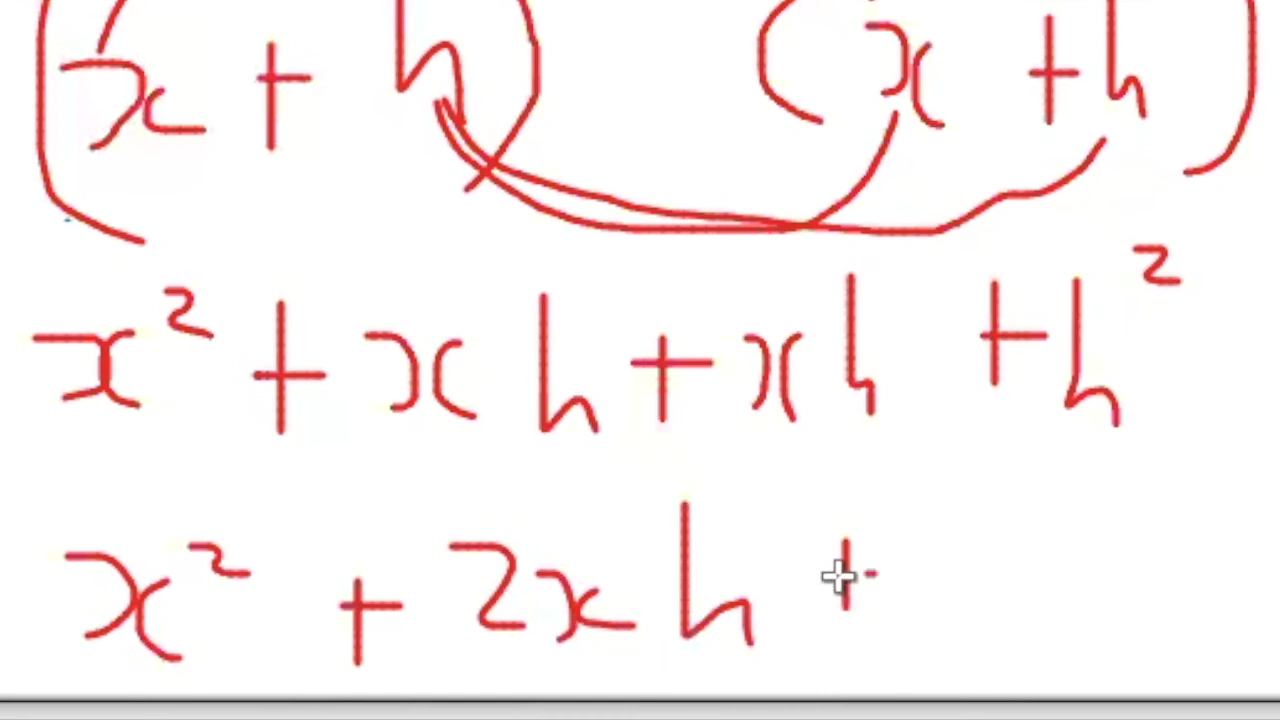 (x + h) (x + h)
x² + xh + xh + h²
x² + 2xh +